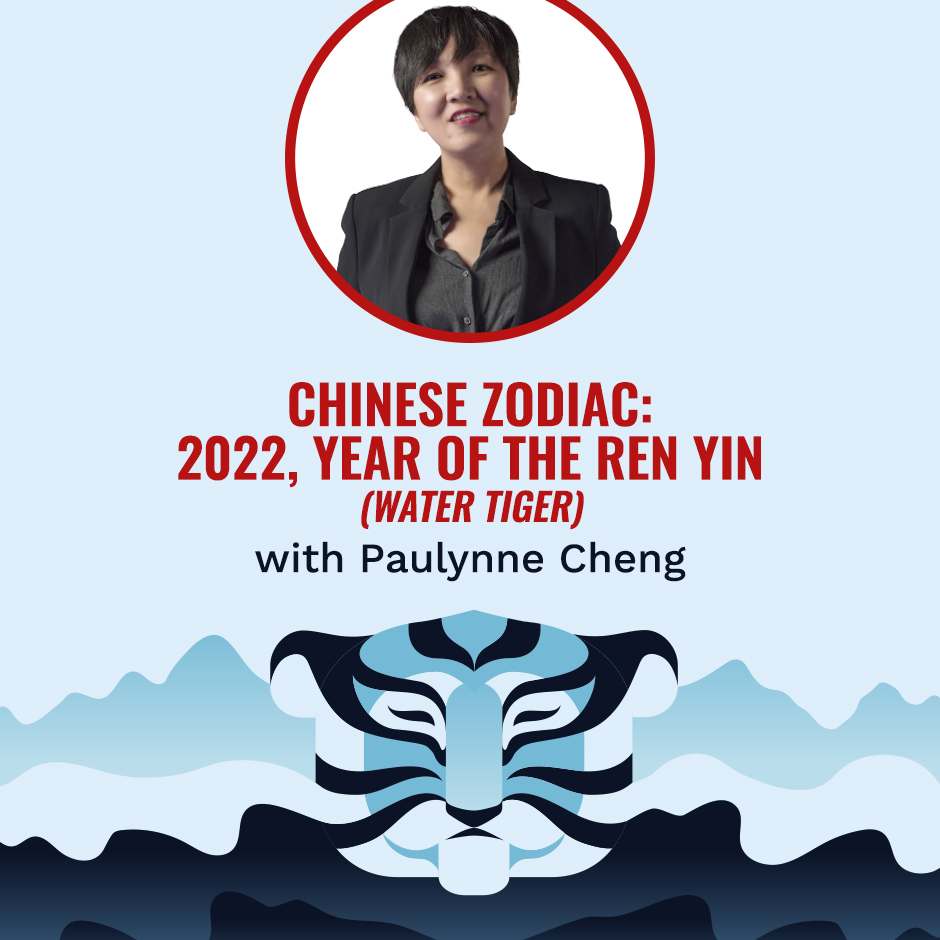 CHINESE ZODIAC:
2022, YEAR OF THE REN YIN
(WATER TIGER)
with Paulynne Cheng